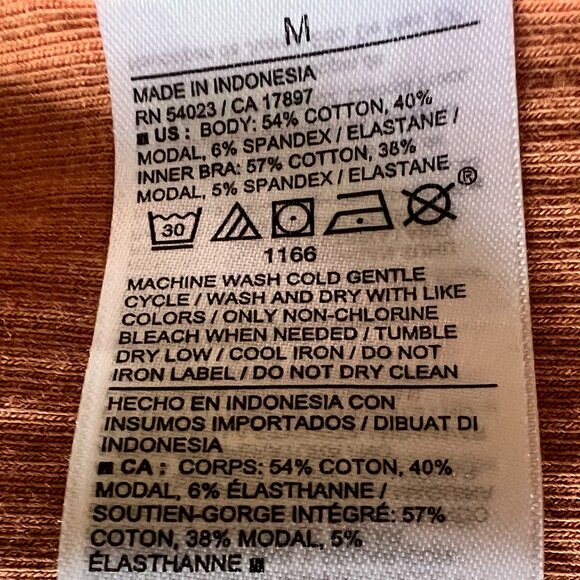 M
MADE IN INDONESIA
RN 54023 / CA 17897
US : BODY: 54% COTTON, 40%
MODAL, 6% SPANDEX / ELASTANE /
INNER BRA: 57% COTTON, 38%
MODAL, 5% SPANDEX / ELASTANE
30 ®
1166
MACHINE WASH COLD GENTLE
CYCLE / WASH AND DRY WITH LIKE
COLORS / ONLY NON-CHLORINE
BLEACH WHEN NEEDED / TUMBLE
DRY LOW / COOL IRON / DO NOT
IRON LABEL / DO NOT DRY CLEAN
HECHO EN INDONESIA CON
INSUMOS IMPORTADOS / DIBUAT DI
INDONESIA
CA : CORPS: 54% COTON, 40%
MODAL, 6% ÉLASTHANNE /
SOUTIEN-GORGE INTÉGRÉ: 57%
COTON, 38% MODAL, 5%
ÉLASTHANNE